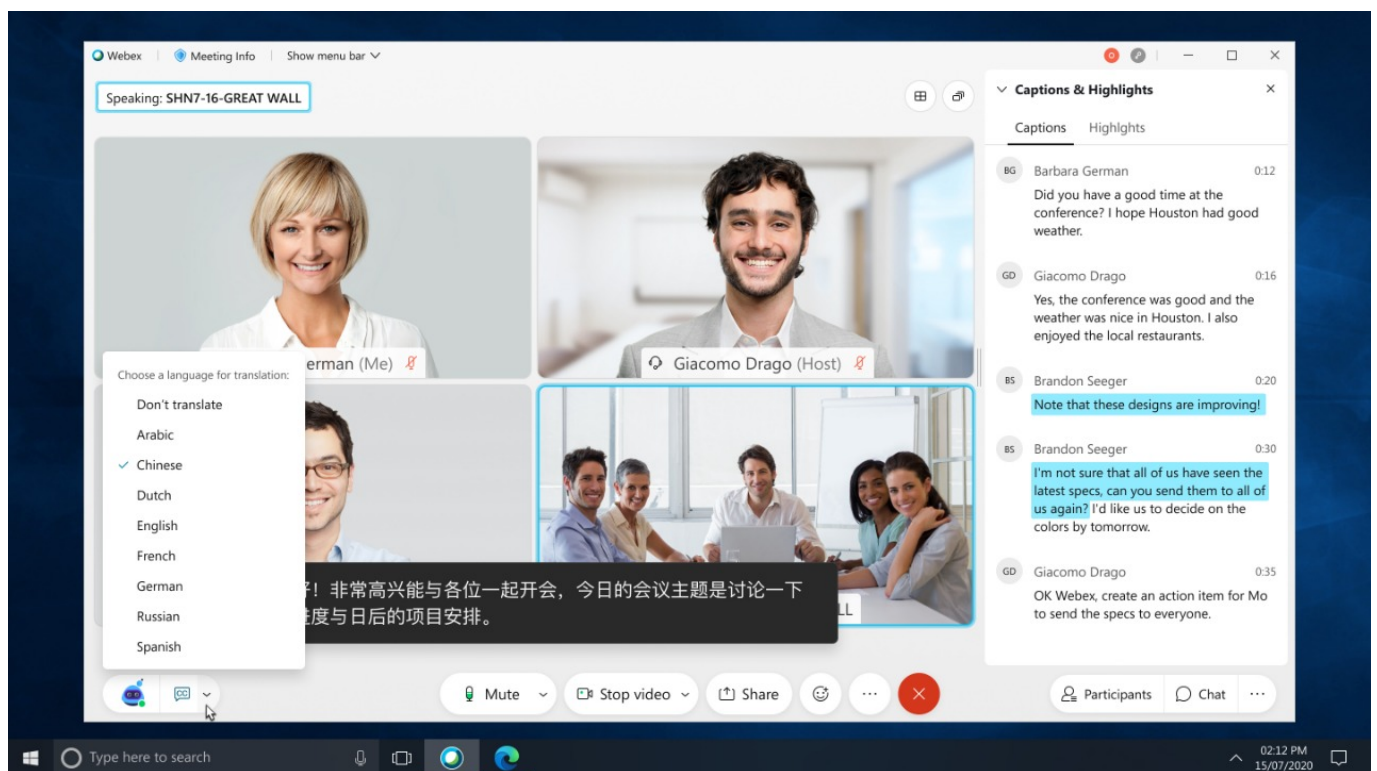 Webex
Meeting Info
Show menu bar
Speaking: SHN7-16-GREAT WALL
erman (Me)
Giacomo Drago (Host)
Choose a language for translation:
Don't translate
Arabic
Chinese
Dutch
English
French
German
Russian
Spanish
！非常高兴能与各位一起开会，今日的会议主题是讨论一下
度与日后的项目安排。
LL
CC
Mute
Stop video
Share
Participants
Chat
Captions & Highlights
Captions
Highlghts
BG
Barbara German
0:12
Did you have a good time at the
conference? I hope Houston had good
weather.
GD
Giacomo Drago
0:16
Yes, the conference was good and the
weather was nice in Houston. I also
enjoyed the local restaurants.
BS
Brandon Seeger
0:20
Note that these designs are improving!
BS
Brandon Seeger
0:30
I'm not sure that all of us have seen the
latest specs, can you send them to all of
us again? I'd like us to decide on the
colors by tomorrow.
GD
Giacomo Drago
0:35
OK Webex, create an action item for Mo
to send the specs to everyone.
Type here to search
02:12 PM
15/07/2020